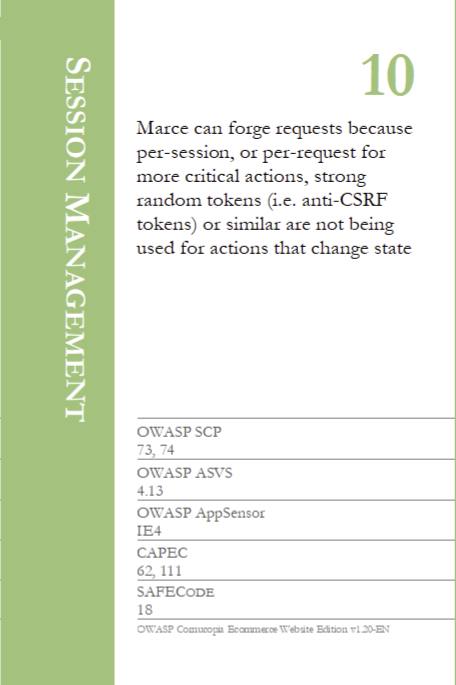 SESSION MANAGEMENT
10
Marce can forge requests because
per-session, or per-request for
more critical actions, strong
random tokens (i.e. anti-CSRF
tokens) or similar are not being
used for actions that change state
OWASP SCP
73, 74
OWASP ASVS
4.13
OWASP AppSensor
IE4
CAPEC
62, 111
SAFECODE
18
OWASP Cornucopia Ecommerce Website Edition v1.20-EN